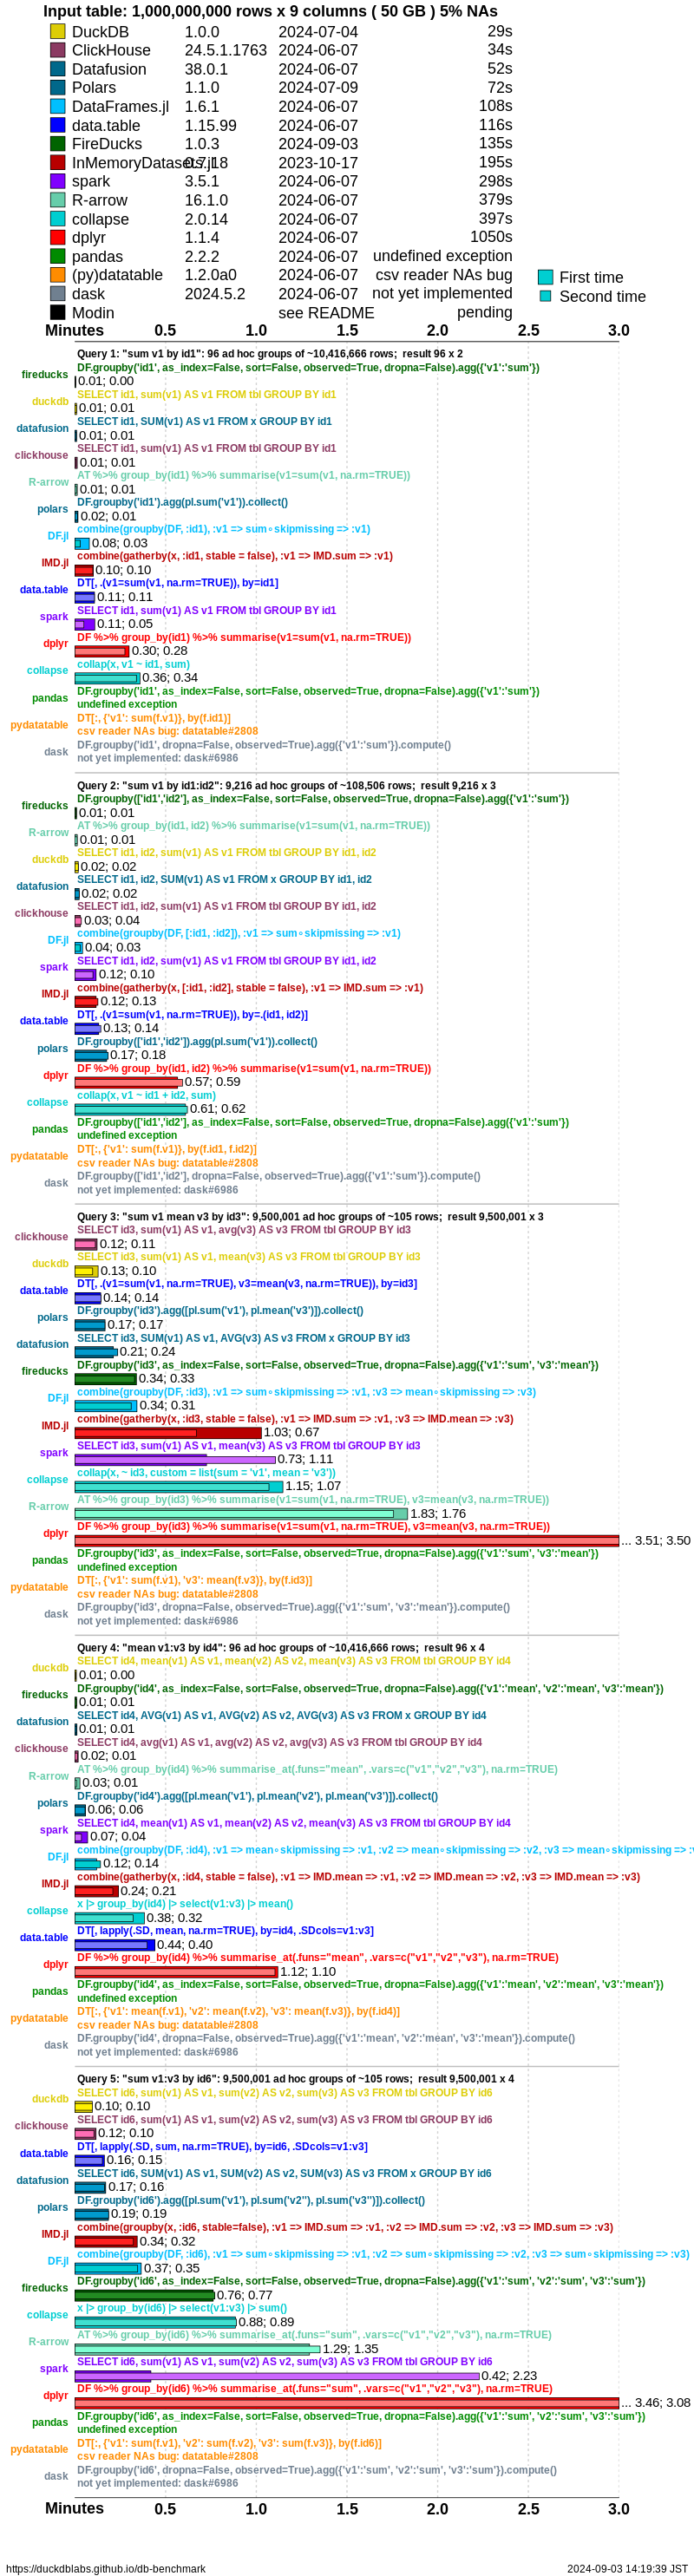 Input table: 1,000,000,000 rows x 9 columns ( 50 GB ) 5% NAs
DuckDB 1.0.0 2024-07-04 29s
ClickHouse 24.5.1.1763 2024-06-07 34s
Datafusion 38.0.1 2024-06-07 52s
Polars 1.1.0 2024-07-09 72s
DataFrames.jl 1.6.1 2024-06-07 108s
data.table 1.15.99 2024-06-07 116s
FireDucks 1.0.3 2024-09-03 135s
InMemoryDatasets.jl 0.7.18 2023-10-17 195s
spark 3.5.1 2024-06-07 298s
R-arrow 16.1.0 2024-06-07 379s
collapse 2.0.14 2024-06-07 397s
dplyr 1.1.4 2024-06-07 1050s
pandas 2.2.2 2024-06-07 undefined exception
(py)datatable 1.2.0a0 2024-06-07 csv reader NAs bug
dask 2024.5.2 2024-06-07 not yet implemented
Modin see README pending
First time
Second time
Minutes 0.5 1.0 1.5 2.0 2.5 3.0
Query 1: "sum v1 by id1": 96 ad hoc groups of ~10,416,666 rows; result 96 x 2
DF.groupby('id1', as_index=False, sort=False, observed=True, dropna=False).agg({'v1':'sum'})
fireducks 0.01; 0.00
SELECT id1, sum(v1) AS v1 FROM tbl GROUP BY id1
duckdb 0.01; 0.01
SELECT id1, SUM(v1) AS v1 FROM x GROUP BY id1
datafusion 0.01; 0.01
SELECT id1, sum(v1) AS v1 FROM tbl GROUP BY id1
clickhouse 0.01; 0.01
AT %>% group_by(id1) %>% summarise(v1=sum(v1, na.rm=TRUE))
R-arrow 0.01; 0.01
DF.groupby('id1').agg(pl.sum('v1')).collect()
polars 0.02; 0.01
combine(groupby(DF, :id1), :v1 => sum∘skipmissing => :v1)
DF.jl 0.08; 0.03
combine(gatherby(x, :id1, stable = false), :v1 => IMD.sum => :v1)
IMD.jl 0.10; 0.10
DT[, .(v1=sum(v1, na.rm=TRUE)), by=id1]
data.table 0.11; 0.11
SELECT id1, sum(v1) AS v1 FROM tbl GROUP BY id1
spark 0.11; 0.05
DF %>% group_by(id1) %>% summarise(v1=sum(v1, na.rm=TRUE))
dplyr 0.30; 0.28
collap(x, v1 ~ id1, sum)
collapse 0.36; 0.34
DF.groupby('id1', as_index=False, sort=False, observed=True, dropna=False).agg({'v1':'sum'})
pandas undefined exception
DT[:, {'v1': sum(f.v1)}, by(f.id1)]
pydatatable csv reader NAs bug: datatable#2808
DF.groupby('id1', dropna=False, observed=True).agg({'v1':'sum'}).compute()
dask not yet implemented: dask#6986
Query 2: "sum v1 by id1:id2": 9,216 ad hoc groups of ~108,506 rows; result 9,216 x 3
DF.groupby(['id1','id2'], as_index=False, sort=False, observed=True, dropna=False).agg({'v1':'sum'})
fireducks 0.01; 0.01
AT %>% group_by(id1, id2) %>% summarise(v1=sum(v1, na.rm=TRUE))
R-arrow 0.01; 0.01
SELECT id1, id2, sum(v1) AS v1 FROM tbl GROUP BY id1, id2
duckdb 0.02; 0.02
SELECT id1, id2, SUM(v1) AS v1 FROM x GROUP BY id1, id2
datafusion 0.02; 0.02
SELECT id1, id2, sum(v1) AS v1 FROM tbl GROUP BY id1, id2
clickhouse 0.03; 0.04
combine(groupby(DF, [:id1, :id2]), :v1 => sum∘skipmissing => :v1)
DF.jl 0.04; 0.03
SELECT id1, id2, sum(v1) AS v1 FROM tbl GROUP BY id1, id2
spark 0.12; 0.10
combine(gatherby(x, [:id1, :id2], stable = false), :v1 => IMD.sum => :v1)
IMD.jl 0.12; 0.13
DT[, .(v1=sum(v1, na.rm=TRUE)), by=.(id1, id2)]
data.table 0.13; 0.14
DF.groupby(['id1','id2']).agg(pl.sum('v1')).collect()
polars 0.17; 0.18
DF %>% group_by(id1, id2) %>% summarise(v1=sum(v1, na.rm=TRUE))
dplyr 0.57; 0.59
collap(x, v1 ~ id1 + id2, sum)
collapse 0.61; 0.62
DF.groupby(['id1','id2'], as_index=False, sort=False, observed=True, dropna=False).agg({'v1':'sum'})
pandas undefined exception
DT[:, {'v1': sum(f.v1)}, by(f.id1, f.id2)]
pydatatable csv reader NAs bug: datatable#2808
DF.groupby(['id1','id2'], dropna=False, observed=True).agg({'v1':'sum'}).compute()
dask not yet implemented: dask#6986
Query 3: "sum v1 mean v3 by id3": 9,500,001 ad hoc groups of ~105 rows; result 9,500,001 x 3
SELECT id3, sum(v1) AS v1, avg(v3) AS v3 FROM tbl GROUP BY id3
clickhouse 0.12; 0.11
SELECT id3, sum(v1) AS v1, mean(v3) AS v3 FROM tbl GROUP BY id3
duckdb 0.13; 0.10
DT[, .(v1=sum(v1, na.rm=TRUE), v3=mean(v3, na.rm=TRUE)), by=id3]
data.table 0.14; 0.14
DF.groupby('id3').agg([pl.sum('v1'), pl.mean('v3')]).collect()
polars 0.17; 0.17
SELECT id3, SUM(v1) AS v1, AVG(v3) AS v3 FROM x GROUP BY id3
datafusion 0.21; 0.24
DF.groupby('id3', as_index=False, sort=False, observed=True, dropna=False).agg({'v1':'sum', 'v3':'mean'})
fireducks 0.34; 0.33
combine(groupby(DF, :id3), :v1 => sum∘skipmissing => :v1, :v3 => mean∘skipmissing => :v3)
DF.jl 0.34; 0.31
combine(gatherby(x, :id3, stable = false), :v1 => IMD.sum => :v1, :v3 => IMD.mean => :v3)
IMD.jl 1.03; 0.67
SELECT id3, sum(v1) AS v1, mean(v3) AS v3 FROM tbl GROUP BY id3
spark 0.73; 1.11
collap(x, ~ id3, custom = list(sum = 'v1', mean = 'v3'))
collapse 1.15; 1.07
AT %>% group_by(id3) %>% summarise(v1=sum(v1, na.rm=TRUE), v3=mean(v3, na.rm=TRUE))
R-arrow 1.83; 1.76
DF %>% group_by(id3) %>% summarise(v1=sum(v1, na.rm=TRUE), v3=mean(v3, na.rm=TRUE))
dplyr ... 3.51; 3.50
DF.groupby('id3', as_index=False, sort=False, observed=True, dropna=False).agg({'v1':'sum', 'v3':'mean'})
pandas undefined exception
DT[:, {'v1': sum(f.v1), 'v3': mean(f.v3)}, by(f.id3)]
pydatatable csv reader NAs bug: datatable#2808
DF.groupby('id3', dropna=False, observed=True).agg({'v1':'sum', 'v3':'mean'}).compute()
dask not yet implemented: dask#6986
Query 4: "mean v1:v3 by id4": 96 ad hoc groups of ~10,416,666 rows; result 96 x 4
SELECT id4, mean(v1) AS v1, mean(v2) AS v2, mean(v3) AS v3 FROM tbl GROUP BY id4
duckdb 0.01; 0.00
DF.groupby('id4', as_index=False, sort=False, observed=True, dropna=False).agg({'v1':'mean', 'v2':'mean', 'v3':'mean'})
fireducks 0.01; 0.01
SELECT id4, AVG(v1) AS v1, AVG(v2) AS v2, AVG(v3) AS v3 FROM x GROUP BY id4
datafusion 0.01; 0.01
SELECT id4, avg(v1) AS v1, avg(v2) AS v2, avg(v3) AS v3 FROM tbl GROUP BY id4
clickhouse 0.02; 0.01
AT %>% group_by(id4) %>% summarise_at(.funs="mean", .vars=c("v1","v2","v3"), na.rm=TRUE)
R-arrow 0.03; 0.01
DF.groupby('id4').agg([pl.mean('v1'), pl.mean('v2'), pl.mean('v3')]).collect()
polars 0.06; 0.06
SELECT id4, mean(v1) AS v1, mean(v2) AS v2, mean(v3) AS v3 FROM tbl GROUP BY id4
spark 0.07; 0.04
combine(groupby(DF, :id4), :v1 => mean∘skipmissing => :v1, :v2 => mean∘skipmissing => :v2, :v3 => mean∘skipmissing => :v
DF.jl 0.12; 0.14
combine(gatherby(x, :id4, stable = false), :v1 => IMD.mean => :v1, :v2 => IMD.mean => :v2, :v3 => IMD.mean => :v3)
IMD.jl 0.24; 0.21
x |> group_by(id4) |> select(v1:v3) |> mean()
collapse 0.38; 0.32
DT[, lapply(.SD, mean, na.rm=TRUE), by=id4, .SDcols=v1:v3]
data.table 0.44; 0.40
DF %>% group_by(id4) %>% summarise_at(.funs="mean", .vars=c("v1","v2","v3"), na.rm=TRUE)
dplyr 1.12; 1.10
DF.groupby('id4', as_index=False, sort=False, observed=True, dropna=False).agg({'v1':'mean', 'v2':'mean', 'v3':'mean'})
pandas undefined exception
DT[:, {'v1': mean(f.v1), 'v2': mean(f.v2), 'v3': mean(f.v3)}, by(f.id4)]
pydatatable csv reader NAs bug: datatable#2808
DF.groupby('id4', dropna=False, observed=True).agg({'v1':'mean', 'v2':'mean', 'v3':'mean'}).compute()
dask not yet implemented: dask#6986
Query 5: "sum v1:v3 by id6": 9,500,001 ad hoc groups of ~105 rows; result 9,500,001 x 4
SELECT id6, sum(v1) AS v1, sum(v2) AS v2, sum(v3) AS v3 FROM tbl GROUP BY id6
duckdb 0.10; 0.10
SELECT id6, sum(v1) AS v1, sum(v2) AS v2, sum(v3) AS v3 FROM tbl GROUP BY id6
clickhouse 0.12; 0.10
DT[, lapply(.SD, sum, na.rm=TRUE), by=id6, .SDcols=v1:v3]
data.table 0.16; 0.15
SELECT id6, SUM(v1) AS v1, SUM(v2) AS v2, SUM(v3) AS v3 FROM x GROUP BY id6
datafusion 0.17; 0.16
DF.groupby('id6').agg([pl.sum('v1'), pl.sum('v2''), pl.sum('v3'')]).collect()
polars 0.19; 0.19
combine(groupby(x, :id6, stable=false), :v1 => IMD.sum => :v1, :v2 => IMD.sum => :v2, :v3 => IMD.sum => :v3)
IMD.jl 0.34; 0.32
combine(groupby(DF, :id6), :v1 => sum∘skipmissing => :v1, :v2 => sum∘skipmissing => :v2, :v3 => sum∘skipmissing => :v3)
DF.jl 0.37; 0.35
DF.groupby('id6', as_index=False, sort=False, observed=True, dropna=False).agg({'v1':'sum', 'v2':'sum', 'v3':'sum'})
fireducks 0.76; 0.77
x |> group_by(id6) |> select(v1:v3) |> sum()
collapse 0.88; 0.89
AT %>% group_by(id6) %>% summarise_at(.funs="sum", .vars=c("v1","v2","v3"), na.rm=TRUE)
R-arrow 1.29; 1.35
SELECT id6, sum(v1) AS v1, sum(v2) AS v2, sum(v3) AS v3 FROM tbl GROUP BY id6
spark 0.42; 2.23
DF %>% group_by(id6) %>% summarise_at(.funs="sum", .vars=c("v1","v2","v3"), na.rm=TRUE)
dplyr ... 3.46; 3.08
DF.groupby('id6', as_index=False, sort=False, observed=True, dropna=False).agg({'v1':'sum', 'v2':'sum', 'v3':'sum'})
pandas undefined exception
DT[:, {'v1': sum(f.v1), 'v2': sum(f.v2), 'v3': sum(f.v3)}, by(f.id6)]
pydatatable csv reader NAs bug: datatable#2808
DF.groupby('id6', dropna=False, observed=True).agg({'v1':'sum', 'v2':'sum', 'v3':'sum'}).compute()
dask not yet implemented: dask#6986
Minutes 0.5 1.0 1.5 2.0 2.5 3.0
https://duckdblabs.github.io/db-benchmark 2024-09-03 14:19:39 JST